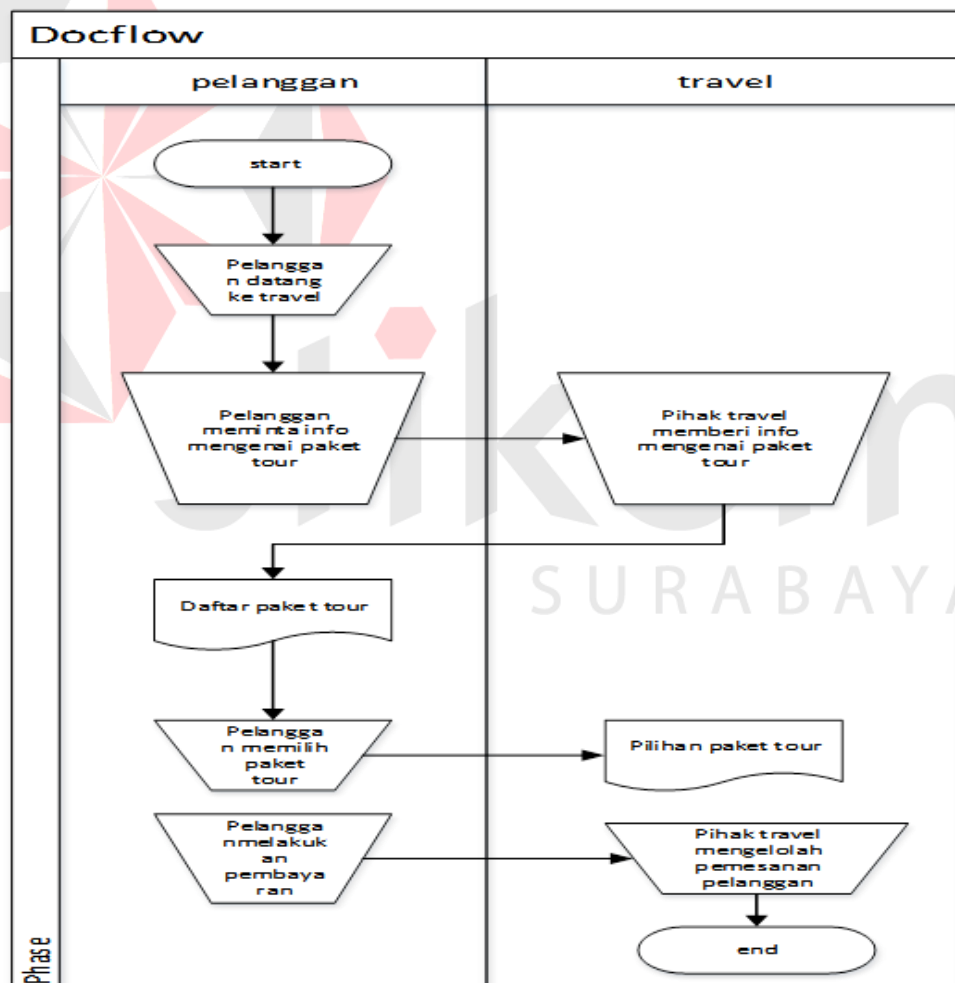 Docflow
pelanggan
travel
start
Pelangga
n datang
ke travel
Pelanggan
meminta info
mengenai paket
tour
Pihak travel
memberi info
mengenai paket
tour
Daftar paket tour
Pelangga
n memilih
paket
tour
Pilihan paket tour
Pelangga
nmelakuk
an
pembaya
ran
Pihak travel
mengelolah
pemesanan
pelanggan
end
Phase
stikom
SURABAYA